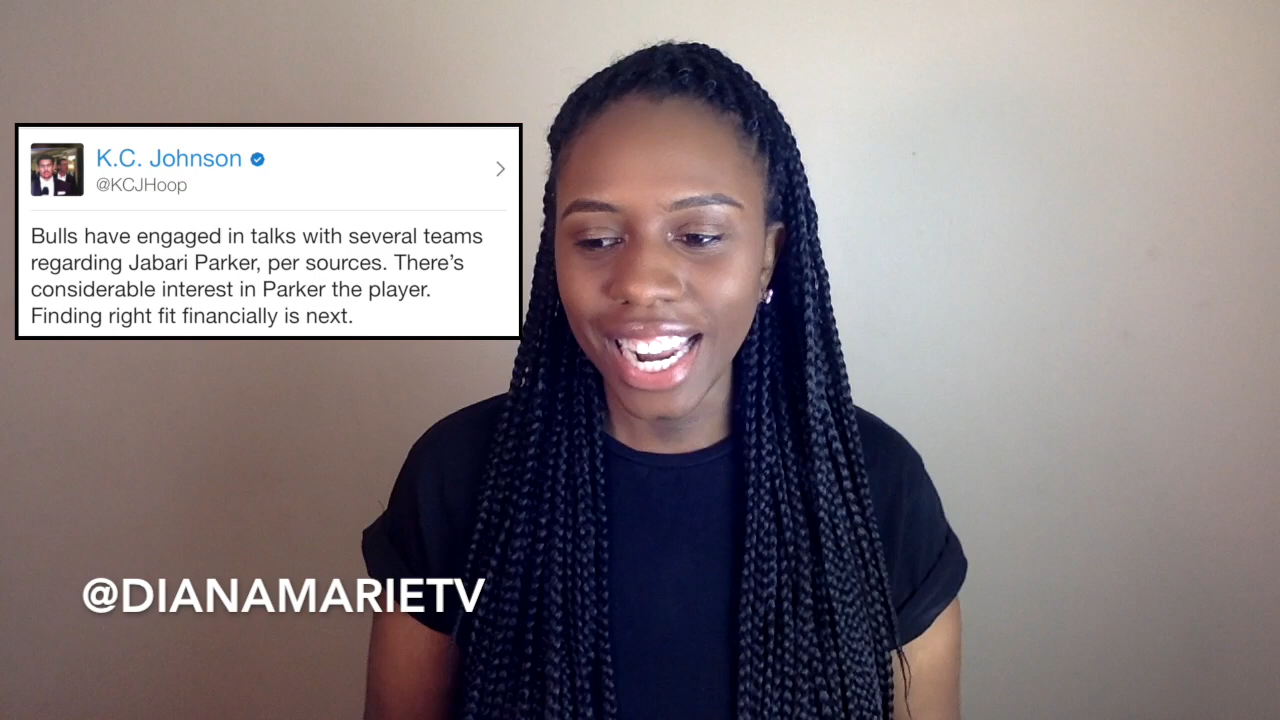 K.C. Johnson
@KCJHoop
Bulls have engaged in talks with several teams
regarding Jabari Parker, per sources. There’s
considerable interest in Parker the player.
Finding right fit financially is next.
@DIANAMARIETV